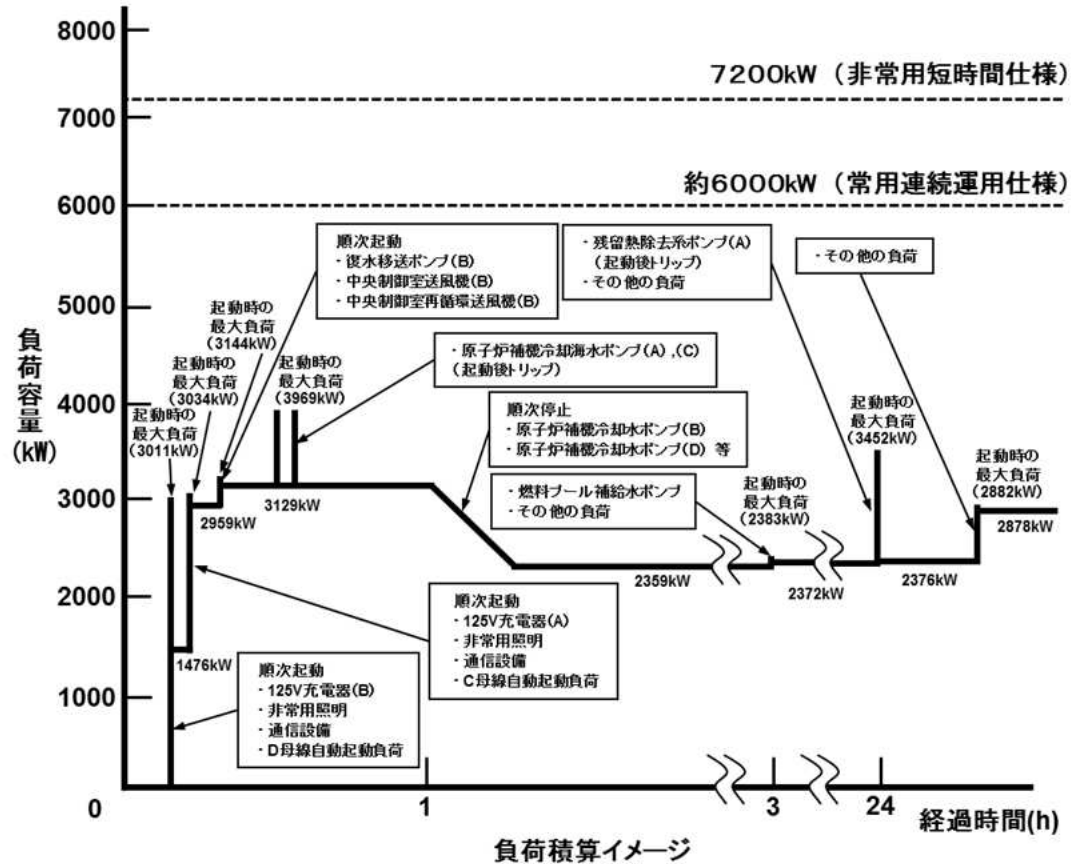 8000
7000
6000
5000
4000
3000
2000
1000
0
負荷容量
(kW)
7200kW（非常用短時間仕様）
約6000kW（常用連続運用仕様）
順次起動
・復水移送ポンプ(B)
・中央制御室送風機(B)
・中央制御室再循環送風機(B)
・残留熱除去系ポンプ(A)
（起動後トリップ）
・その他の負荷
・その他の負荷
起動時の
最大負荷
(3144kW)
起動時の
最大負荷
(3034kW)
起動時の
最大負荷
(3011kW)
起動時の
最大負荷
(3969kW)
・原子炉補機冷却海水ポンプ(A),(C)
（起動後トリップ）
順次停止
・原子炉補機冷却水ポンプ(B)
・原子炉補機冷却水ポンプ(D) 等
・燃料プール補給水ポンプ
・その他の負荷
起動時の
最大負荷
(2383kW)
起動時の
最大負荷
(3452kW)
起動時の
最大負荷
(2882kW)
1476kW
2959kW
3129kW
2359kW
2372kW
2376kW
2878kW
順次起動
・125V充電器(A)
・非常用照明
・通信設備
・C母線自動起動負荷
順次起動
・125V充電器(B)
・非常用照明
・通信設備
・D母線自動起動負荷
1
3
24
経過時間(h)
負荷積算イメージ